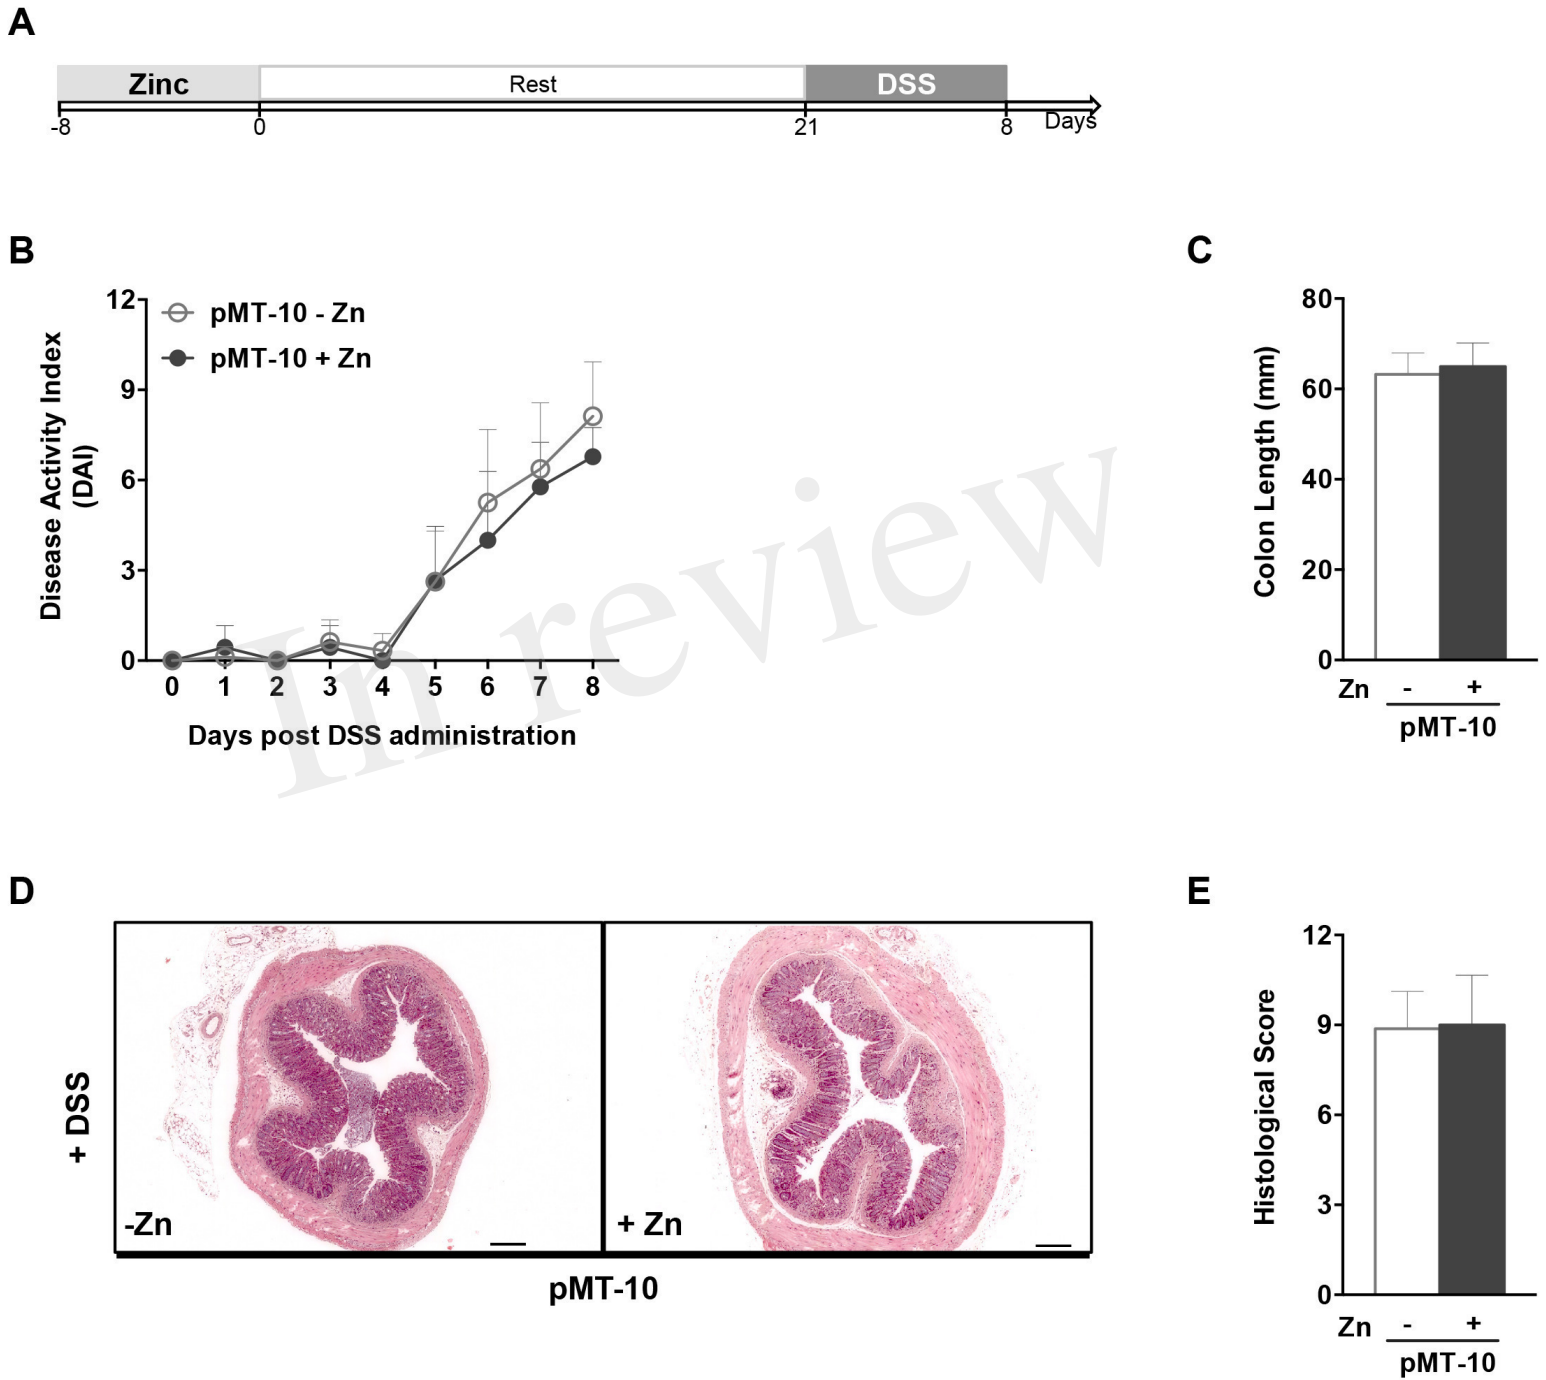 A
Zinc
Rest
DSS
-8
0
21
8
Days
B
12
9
6
3
0
Disease Activity Index
(DAI)
pMT-10 - Zn
pMT-10 + Zn
0 1 2 3 4 5 6 7 8
Days post DSS administration
C
80
60
40
20
0
Colon Length (mm)
Zn - +
pMT-10
In review
D
+ DSS
-Zn
+ Zn
pMT-10
E
12
9
6
3
0
Histological Score
Zn - +
pMT-10